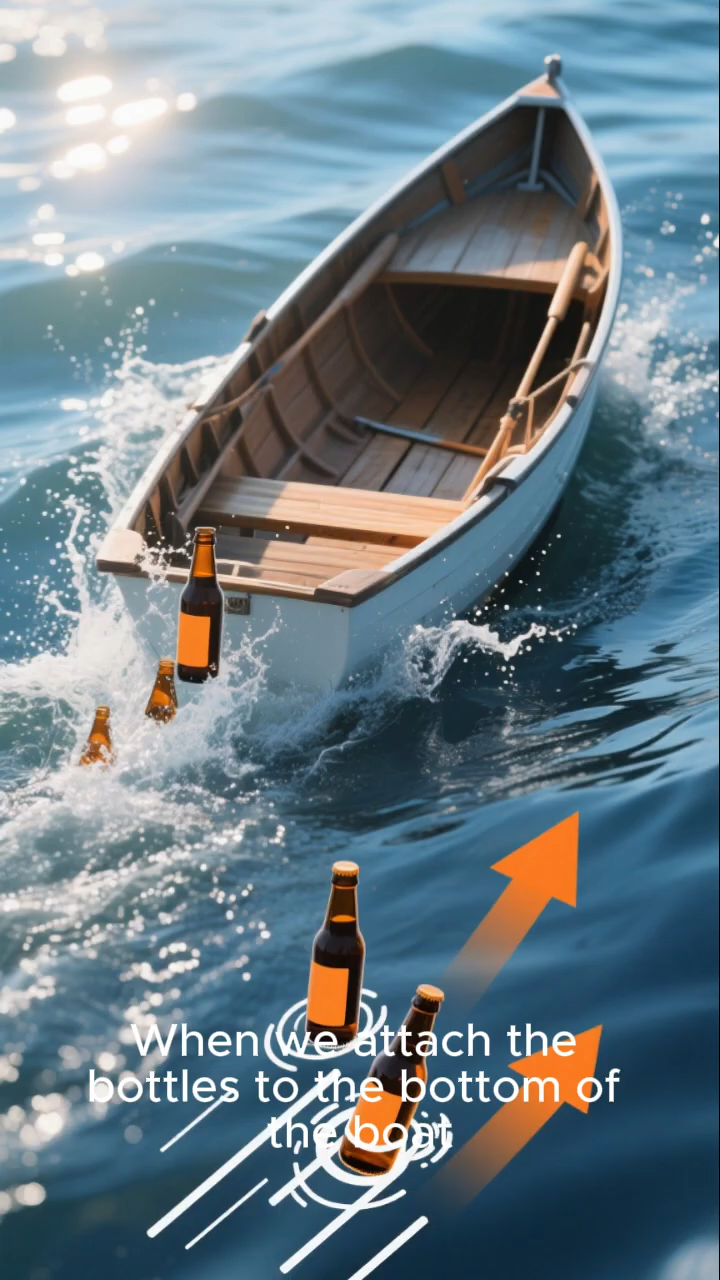 When we attach the
bottles to the bottom of
the boat